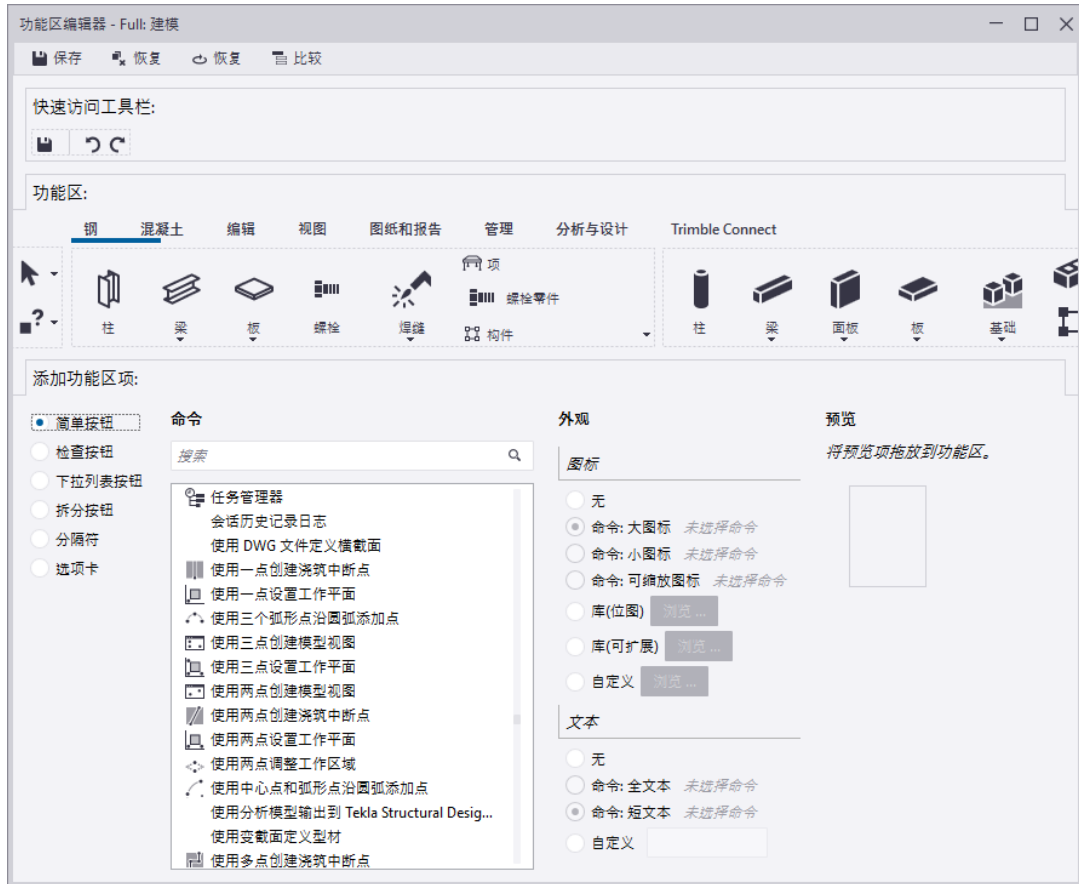 功能区编辑器 - Full: 建模
保存 恢复 恢复 比较
快速访问工具栏:
功能区:
钢 混凝土 编辑 视图 图纸和报告 管理 分析与设计 Trimble Connect
项
螺栓零件
构件
柱 梁 板 螺栓 焊缝 柱 梁 面板 板 基础
添加功能区项:
简单按钮
检查按钮
下拉列表按钮
拆分按钮
分隔符
选项卡
命令
搜索
任务管理器
会话历史记录日志
使用 DWG 文件定义横截面
使用一点创建浇筑中断点
使用一点设置工作平面
使用三个弧形点沿圆弧添加点
使用三点创建模型视图
使用三点设置工作平面
使用两点创建模型视图
使用两点创建浇筑中断点
使用两点设置工作平面
使用两点调整工作区域
使用中心点和弧形点沿圆弧添加点
使用分析模型输出到 Tekla Structural Desig...
使用变截面定义型材
使用多点创建浇筑中断点
外观
图标
无
命令: 大图标 未选择命令
命令: 小图标 未选择命令
命令: 可缩放图标 未选择命令
库(位图) 浏览 ...
库(可扩展) 浏览 ...
自定义 浏览 ...
文本
无
命令: 全文本 未选择命令
命令: 短文本 未选择命令
自定义
预览
将预览项拖放到功能区。